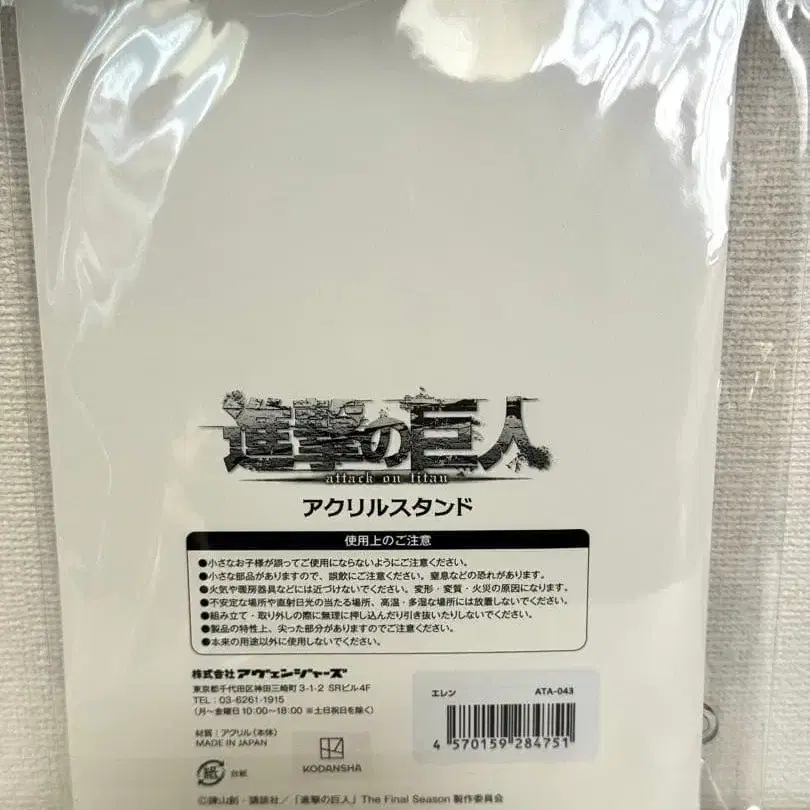 進撃の巨人
attack on titan
アクリルスタンド
使用上のご注意
●小さなお子様が誤ってご使用にならないようにご注意ください。
●小さな部品がありますので、誤飲にご注意ください。窒息などの恐れがあります。
●火気や暖房器具などには近づけないでください。変形・変質・火災の原因になります。
●不安定な場所や直射日光の当たる場所、高温・多湿な場所には放置しないでください。
●組み立て・取り外しの際に無理に押し込んだり引き抜いたりしないでください。
●製品の特性上、尖った部分がありますのでご注意ください。
●本来の用途以外に使用しないでください。
株式会社アヴェンジャーズ
東京都千代田区神田三崎町3-1-2 SRビル4F
TEL：03-6261-1915
（月〜金曜日10:00〜18:00 ※土日祝日を除く）
材質：アクリル（本体）
MADE IN JAPAN
紙 台紙
KODANSHA
エレン ATA-043
4 570159 284751
©諫山創・講談社／「進撃の巨人」The Final Season 製作委員会